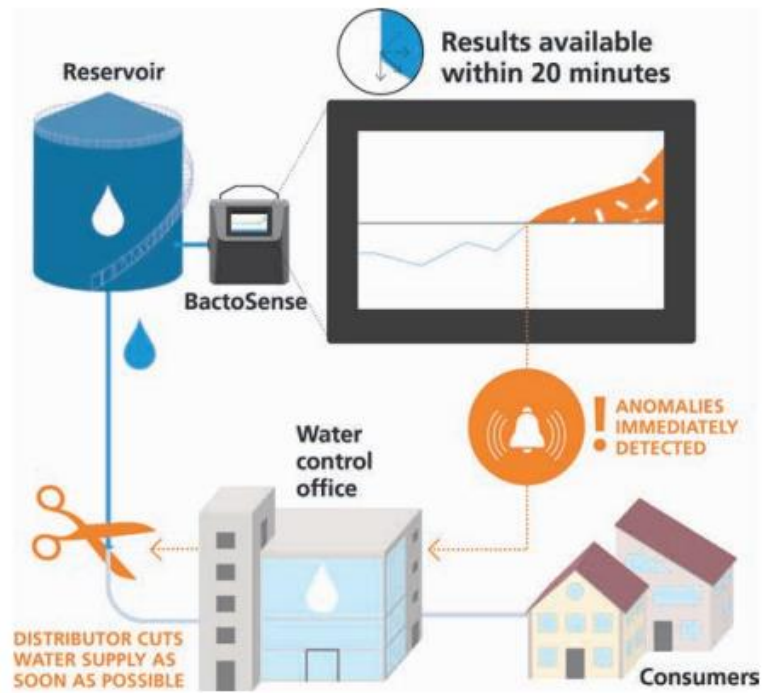 Results available
within 20 minutes
Reservoir
BactoSense
! ANOMALIES
IMMEDIATELY
DETECTED
Water
control
office
DISTRIBUTOR CUTS
WATER SUPPLY AS
SOON AS POSSIBLE
Consumers